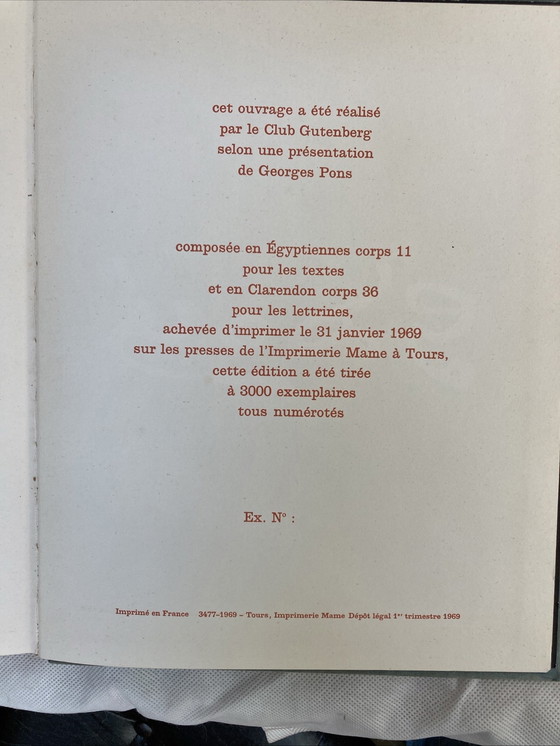 cet ouvrage a été réalisé
par le Club Gutenberg
selon une présentation
de Georges Pons
composée en Égyptiennes corps 11
pour les textes
et en Clarendon corps 36
pour les lettrines,
achevée d'imprimer le 31 janvier 1969
sur les presses de l'Imprimerie Mame à Tours,
cette édition a été tirée
à 3000 exemplaires
tous numérotés
Ex. Nº :
Imprimé en France 3477-1969 - Tours, Imprimerie Mame Dépôt légal 1er trimestre 1969